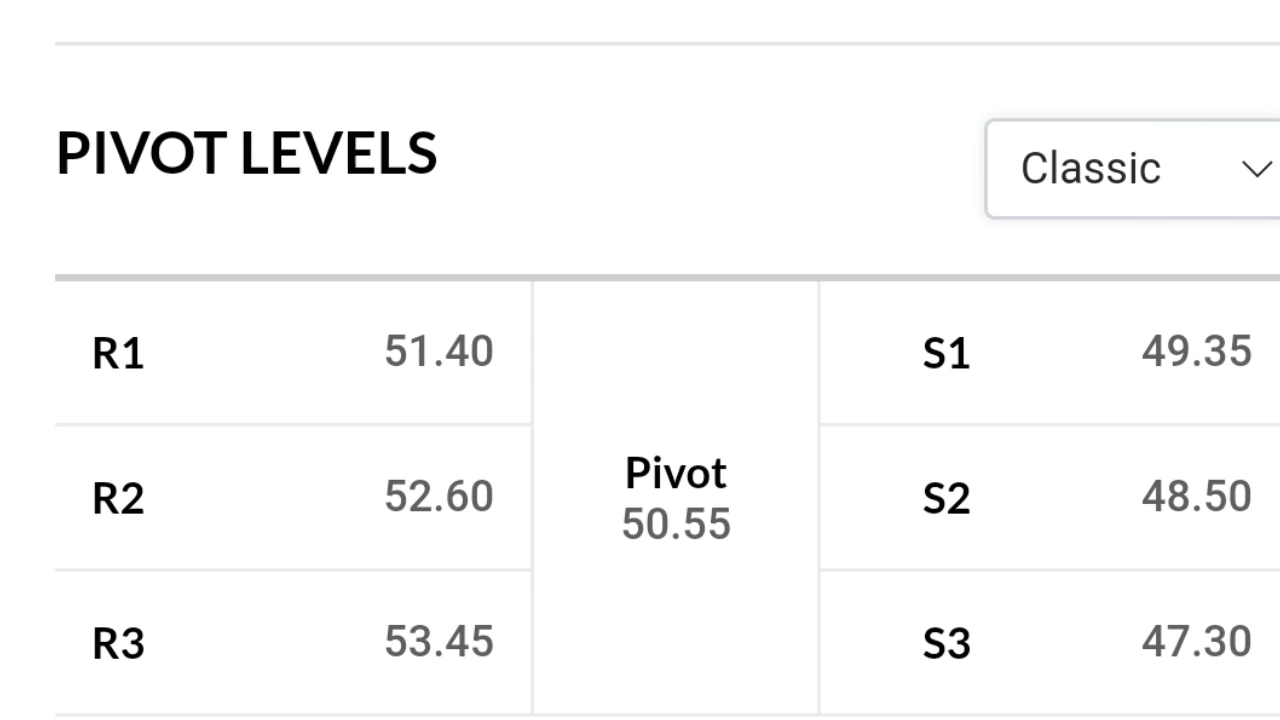 PIVOT LEVELS
Classic
R1 51.40
S1 49.35
Pivot
50.55
R2 52.60
S2 48.50
R3 53.45
S3 47.30